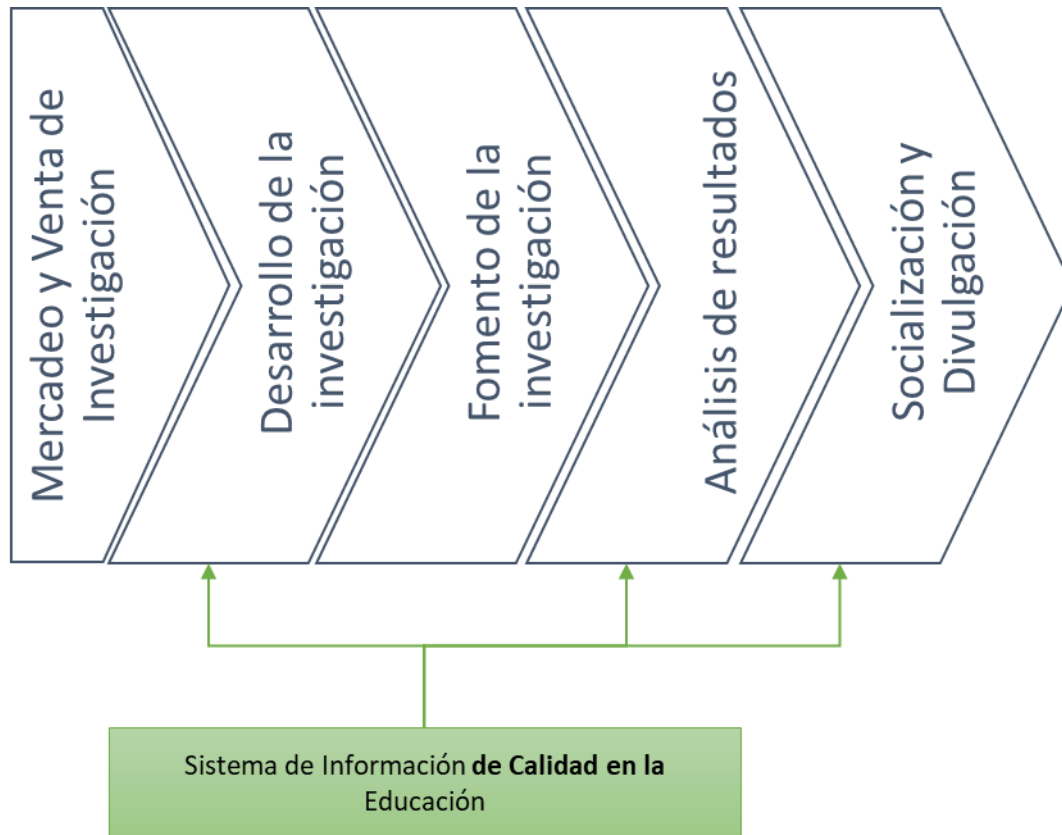 Mercadeo y Venta de
Investigación
Desarrollo de la
investigación
Fomento de la
investigación
Análisis de resultados
Socialización y
Divulgación
Sistema de Información de Calidad en la
Educación